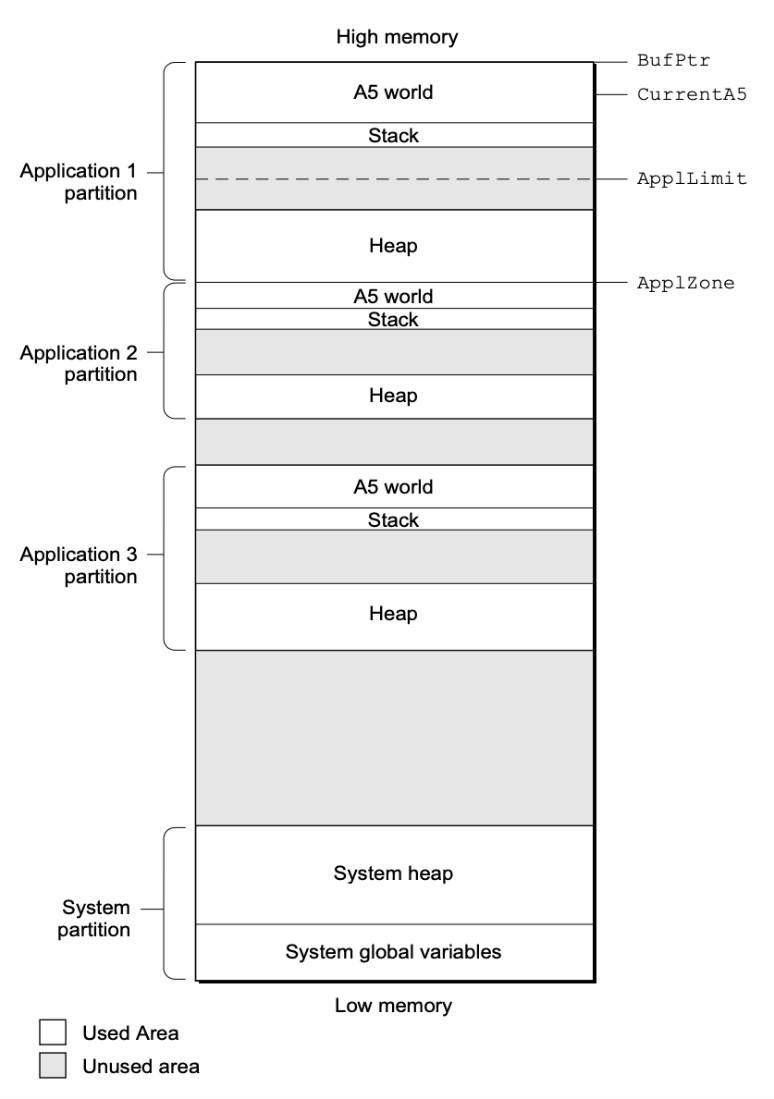 High memory
BufPtr
A5 world
CurrentA5
Stack
Application 1
partition
ApplLimit
Heap
ApplZone
A5 world
Stack
Application 2
partition
Heap
A5 world
Stack
Application 3
partition
Heap
System heap
System
partition
System global variables
Low memory
Used Area
Unused area